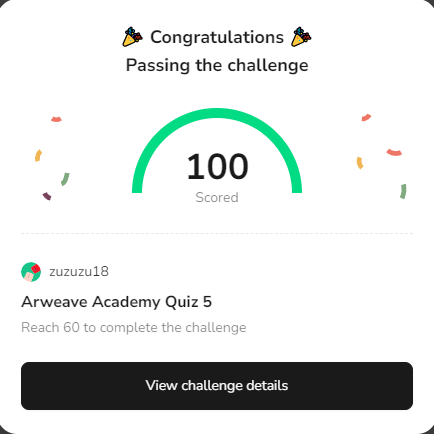 Congratulations
Passing the challenge
100
Scored
zuzuzu18
Arweave Academy Quiz 5
Reach 60 to complete the challenge
View challenge details